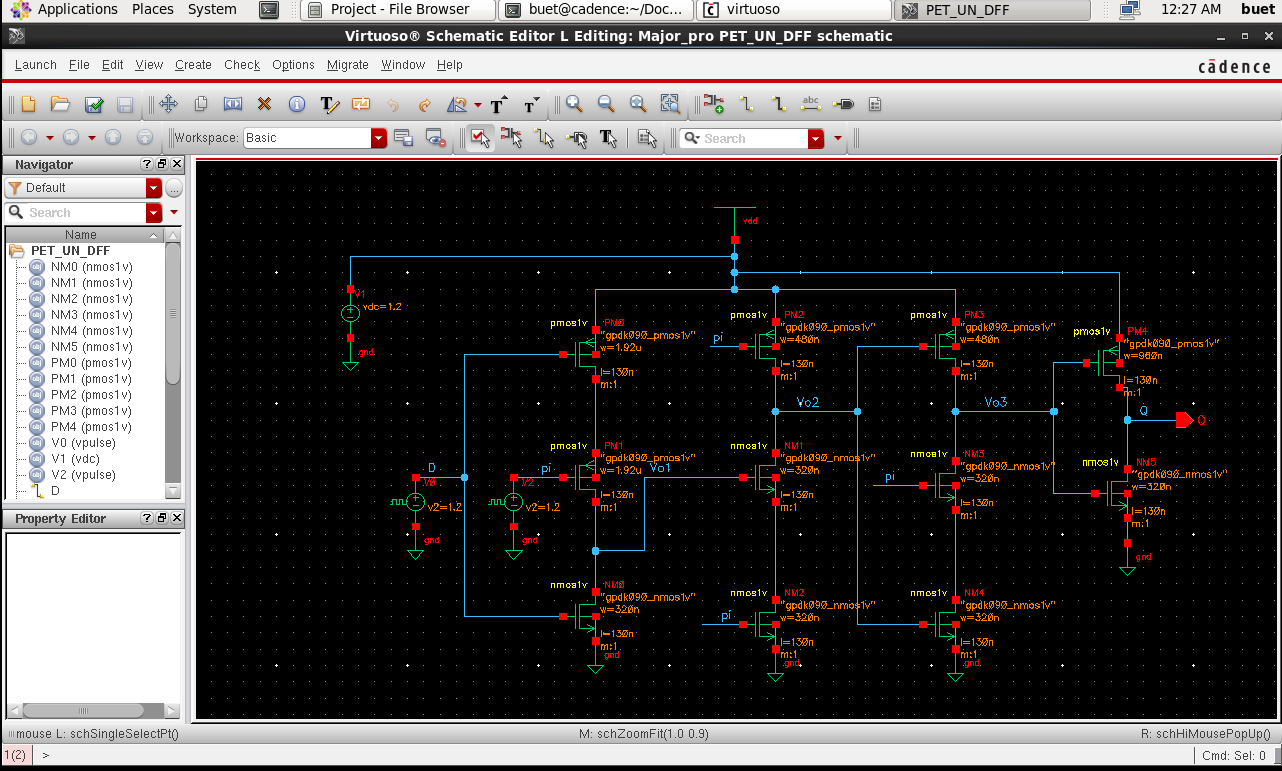 Applications Places System Project - File Browser buet@cadence:~/Doc... virtuoso PET_UN_DFF 12:27 AM buet
Virtuoso® Schematic Editor L Editing: Major_pro PET_UN_DFF schematic
Launch File Edit View Create Check Options Migrate Window Help
cādence
Workspace: Basic
Search
Navigator
Default
Search
Name
PET_UN_DFF
NM0 (nmos1v)
NM1 (nmos1v)
NM2 (nmos1v)
NM3 (nmos1v)
NM4 (nmos1v)
NM5 (nmos1v)
PM0 (pmos1v)
PM1 (pmos1v)
PM2 (pmos1v)
PM3 (pmos1v)
PM4 (pmos1v)
V0 (vpulse)
V1 (vdc)
V2 (vpulse)
D
Property Editor
vdd
V1
vdc=1.2
gnd
pmos1v
PM0
"gpdk090_pmos1v"
w=1.92u
l=130n
m:1
pmos1v
PM2
"gpdk090_pmos1v"
w=480n
l=130n
m:1
pi
pmos1v
PM3
"gpdk090_pmos1v"
w=480n
l=130n
m:1
pmos1v
PM4
"gpdk090_pmos1v"
w=960n
l=130n
m:1
Vo2
Vo3
Q
Q
D
V0
v2=1.2
gnd
pi
V2
v2=1.2
gnd
pmos1v
PM1
"gpdk090_pmos1v"
w=1.92u
l=130n
m:1
Vo1
nmos1v
NM1
"gpdk090_nmos1v"
w=320n
l=130n
m:1
pi
nmos1v
NM3
"gpdk090_nmos1v"
w=320n
l=130n
m:1
nmos1v
NM5
"gpdk090_nmos1v"
w=320n
l=130n
m:1
gnd
nmos1v
NM0
"gpdk090_nmos1v"
w=320n
l=130n
m:1
gnd
pi
nmos1v
NM2
"gpdk090_nmos1v"
w=320n
l=130n
m:1
gnd
nmos1v
NM4
"gpdk090_nmos1v"
w=320n
l=130n
m:1
gnd
mouse L: schSingleSelectPt() M: schZoomFit(1.0 0.9) R: schHiMousePopUp()
1(2) > Cmd: Sel: 0